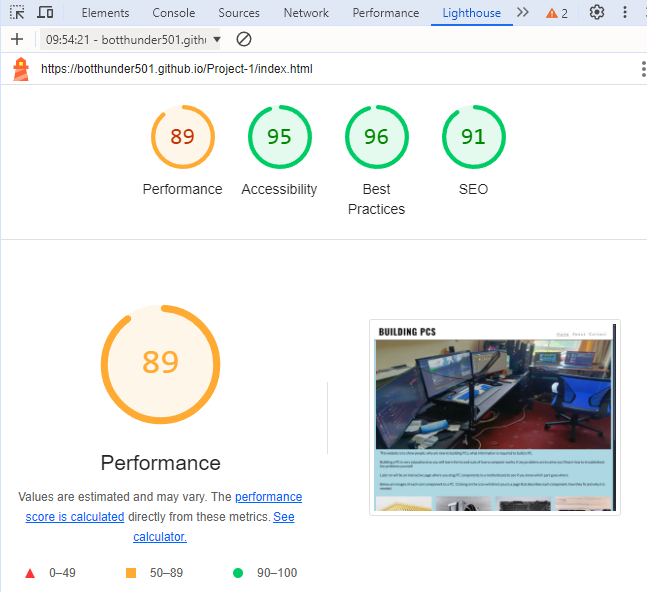 Elements Console Sources Network Performance Lighthouse 2
09:54:21 - botthunder501.gith
https://botthunder501.github.io/Project-1/index.html
89 95 96 91
Performance Accessibility Best Practices SEO
89
BUILDING PCS
Home About Contact
Performance
Values are estimated and may vary. The performance
score is calculated directly from these metrics. See
calculator.
0–49 50–89 90–100